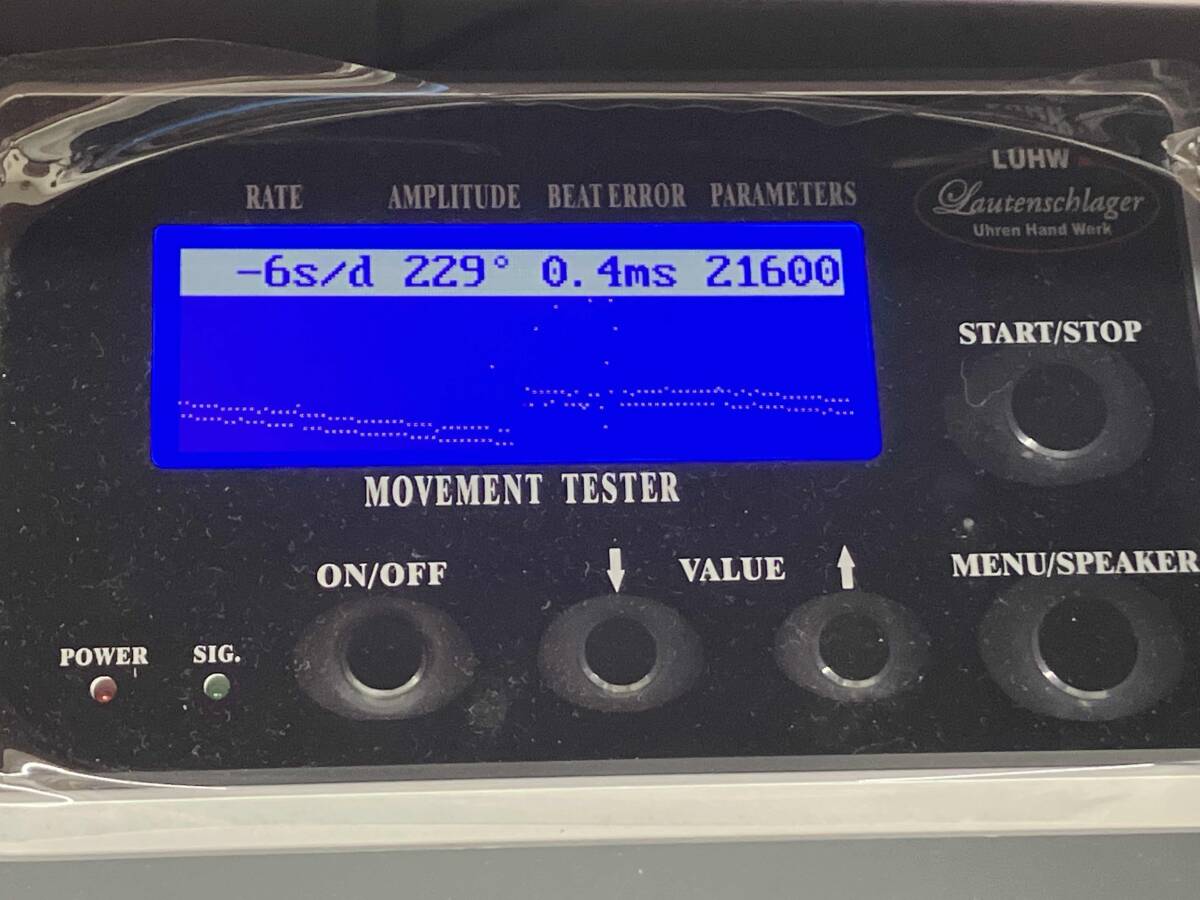 LUHW
Lautenschlager
Uhren Hand Werk
RATE AMPLITUDE BEAT ERROR PARAMETERS
-6s/d 229° 0.4ms 21600
START/STOP
MOVEMENT TESTER
ON/OFF VALUE MENU/SPEAKER
POWER SIG.